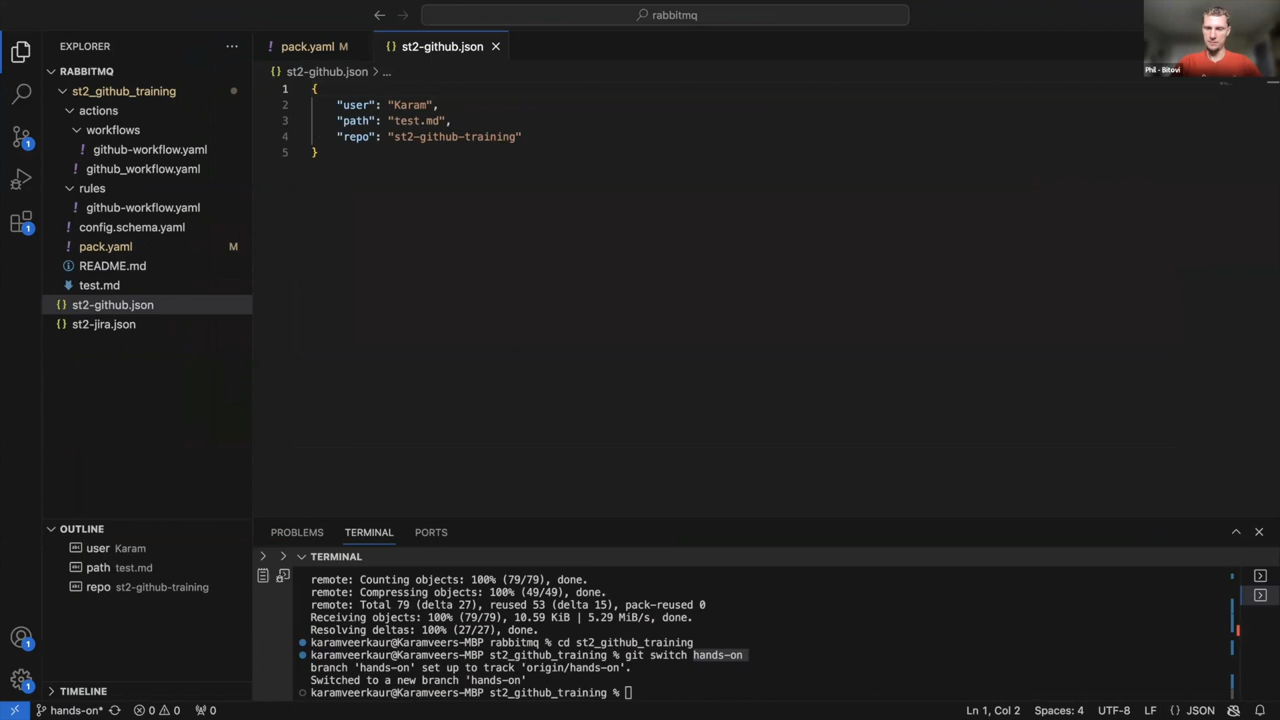 rabbitmq
Phil - Bitovi
EXPLORER
RABBITMQ
st2_github_training
actions
workflows
github-workflow.yaml
github_workflow.yaml
rules
github-workflow.yaml
config.schema.yaml
pack.yaml M
README.md
test.md
st2-github.json
st2-jira.json
OUTLINE
user Karam
path test.md
repo st2-github-training
TIMELINE
1
1
1
1
pack.yaml M
st2-github.json
st2-github.json > ...
1 {
2 "user": "Karam",
3 "path": "test.md",
4 "repo": "st2-github-training"
5 }
PROBLEMS TERMINAL PORTS
TERMINAL
remote: Counting objects: 100% (79/79), done.
remote: Compressing objects: 100% (49/49), done.
remote: Total 79 (delta 27), reused 53 (delta 15), pack-reused 0
Receiving objects: 100% (79/79), 10.59 KiB | 5.29 MiB/s, done.
Resolving deltas: 100% (27/27), done.
karamveerkaur@Karamveers-MBP rabbitmq % cd st2_github_training
karamveerkaur@Karamveers-MBP st2_github_training % git switch hands-on
branch 'hands-on' set up to track 'origin/hands-on'.
Switched to a new branch 'hands-on'
karamveerkaur@Karamveers-MBP st2_github_training %
hands-on* 0 0 0 Ln 1, Col 2 Spaces: 4 UTF-8 LF {} JSON